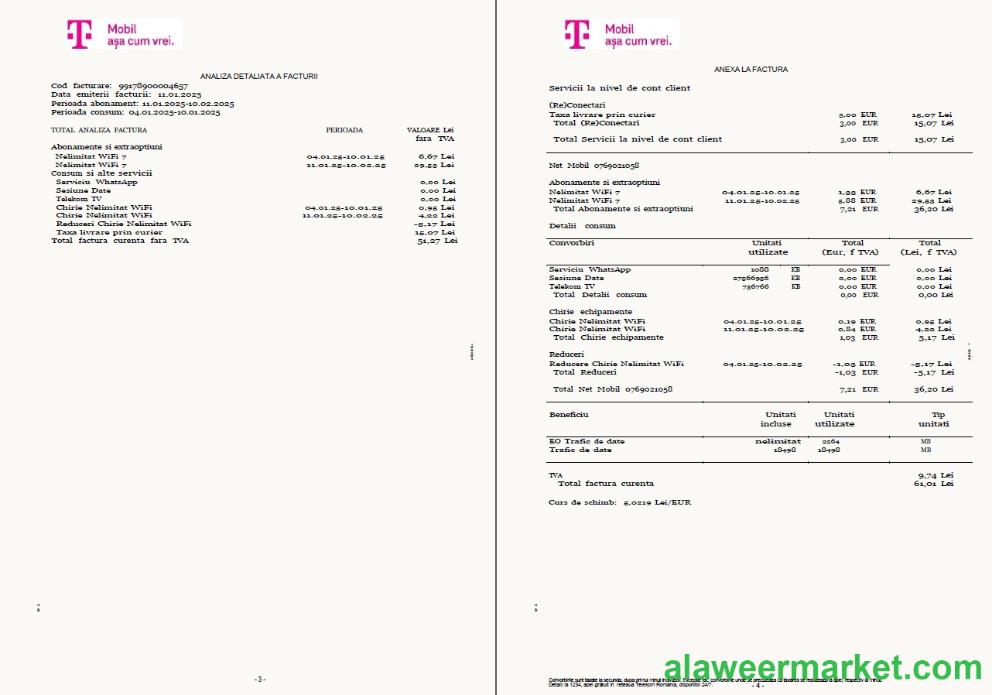 T Mobil
așa cum vrei.
ANALIZA DETALIATA A FACTURII
Cod facturare: 99178900004657
Data emiterii facturii: 11.01.2025
Perioada abonament: 11.01.2025-10.02.2025
Perioada consum: 04.01.2025-10.01.2025
TOTAL ANALIZA FACTURA PERIOADA VALOARE Lei
fara TVA
Abonamente si extraoptiuni
Nelimitat WiFi 7 04.01.25-10.01.25 6,67 Lei
Nelimitat WiFi 7 11.01.25-10.02.25 29,53 Lei
Consum si alte servicii
Serviciu WhatsApp 0,00 Lei
Sesiune Date 0,00 Lei
Telekom TV 0,00 Lei
Chirie Nelimitat WiFi 04.01.25-10.01.25 0,95 Lei
Chirie Nelimitat WiFi 11.01.25-10.02.25 4,22 Lei
Reduceri Chirie Nelimitat WiFi -5,17 Lei
Taxa livrare prin curier 15,07 Lei
Total factura curenta fara TVA 51,27 Lei
- 3 -
T Mobil
așa cum vrei.
ANEXA LA FACTURA
Servicii la nivel de cont client
(Re)Conectari
Taxa livrare prin curier 3,00 EUR 15,07 Lei
Total (Re)Conectari 3,00 EUR 15,07 Lei
Total Servicii la nivel de cont client 3,00 EUR 15,07 Lei
Net Mobil 0769021058
Abonamente si extraoptiuni
Nelimitat WiFi 7 04.01.25-10.01.25 1,33 EUR 6,67 Lei
Nelimitat WiFi 7 11.01.25-10.02.25 5,88 EUR 29,53 Lei
Total Abonamente si extraoptiuni 7,21 EUR 36,20 Lei
Detalii consum
Convorbiri Unitati Total Total
utilizate (Eur, f TVA) (Lei, f TVA)
Serviciu WhatsApp 1088 KB 0,00 EUR 0,00 Lei
Sesiune Date KB 0,00 EUR 0,00 Lei
Telekom TV 736766 KB 0,00 EUR 0,00 Lei
Total Detalii consum 0,00 EUR 0,00 Lei
Chirie echipamente
Chirie Nelimitat WiFi 04.01.25-10.01.25 0,19 EUR 0,95 Lei
Chirie Nelimitat WiFi 11.01.25-10.02.25 0,84 EUR 4,22 Lei
Total Chirie echipamente 1,03 EUR 5,17 Lei
Reduceri
Reducere Chirie Nelimitat WiFi 04.01.25-10.02.25 -1,03 EUR -5,17 Lei
Total Reduceri -1,03 EUR -5,17 Lei
Total Net Mobil 0769021058 7,21 EUR 36,20 Lei
Beneficiu Unitati Unitati Tip
incluse utilizate unitati
EO Trafic de date nelimitat 2264 MB
Trafic de date 18498 18498 MB
TVA 9,74 Lei
Total factura curenta 61,01 Lei
Curs de schimb: 5,0219 Lei/EUR
alaweermarket.com
Detalii la 1234, apel gratuit in reteaua Telekom Romania, disponibil 24/7.
- 4 -